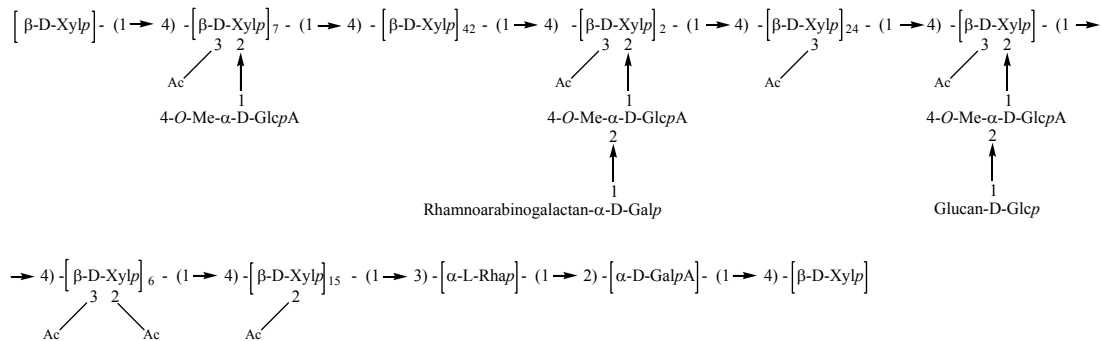 [β-D-Xylp]- (1 → 4) -[β-D-Xylp]7 - (1 → 4) - [β-D-Xylp]42 - (1 → 4) -[β-D-Xylp]2 - (1 → 4) -[β-D-Xylp]24 - (1 → 4) -[β-D-Xylp] - (1 →
3 2 3 2 3 3 2
Ac Ac Ac Ac
1 1 1
4-O-Me-α-D-GlcpA 4-O-Me-α-D-GlcpA 4-O-Me-α-D-GlcpA
2 2
1 1
Rhamnoarabinogalactan-α-D-Galp Glucan-D-Glcp
→ 4) -[β-D-Xylp]6 - (1 → 4) -[β-D-Xylp]15 - (1 → 3) -[α-L-Rhap]- (1 → 2) -[α-D-GalpA]- (1 → 4) -[β-D-Xylp]
3 2 2
Ac Ac Ac